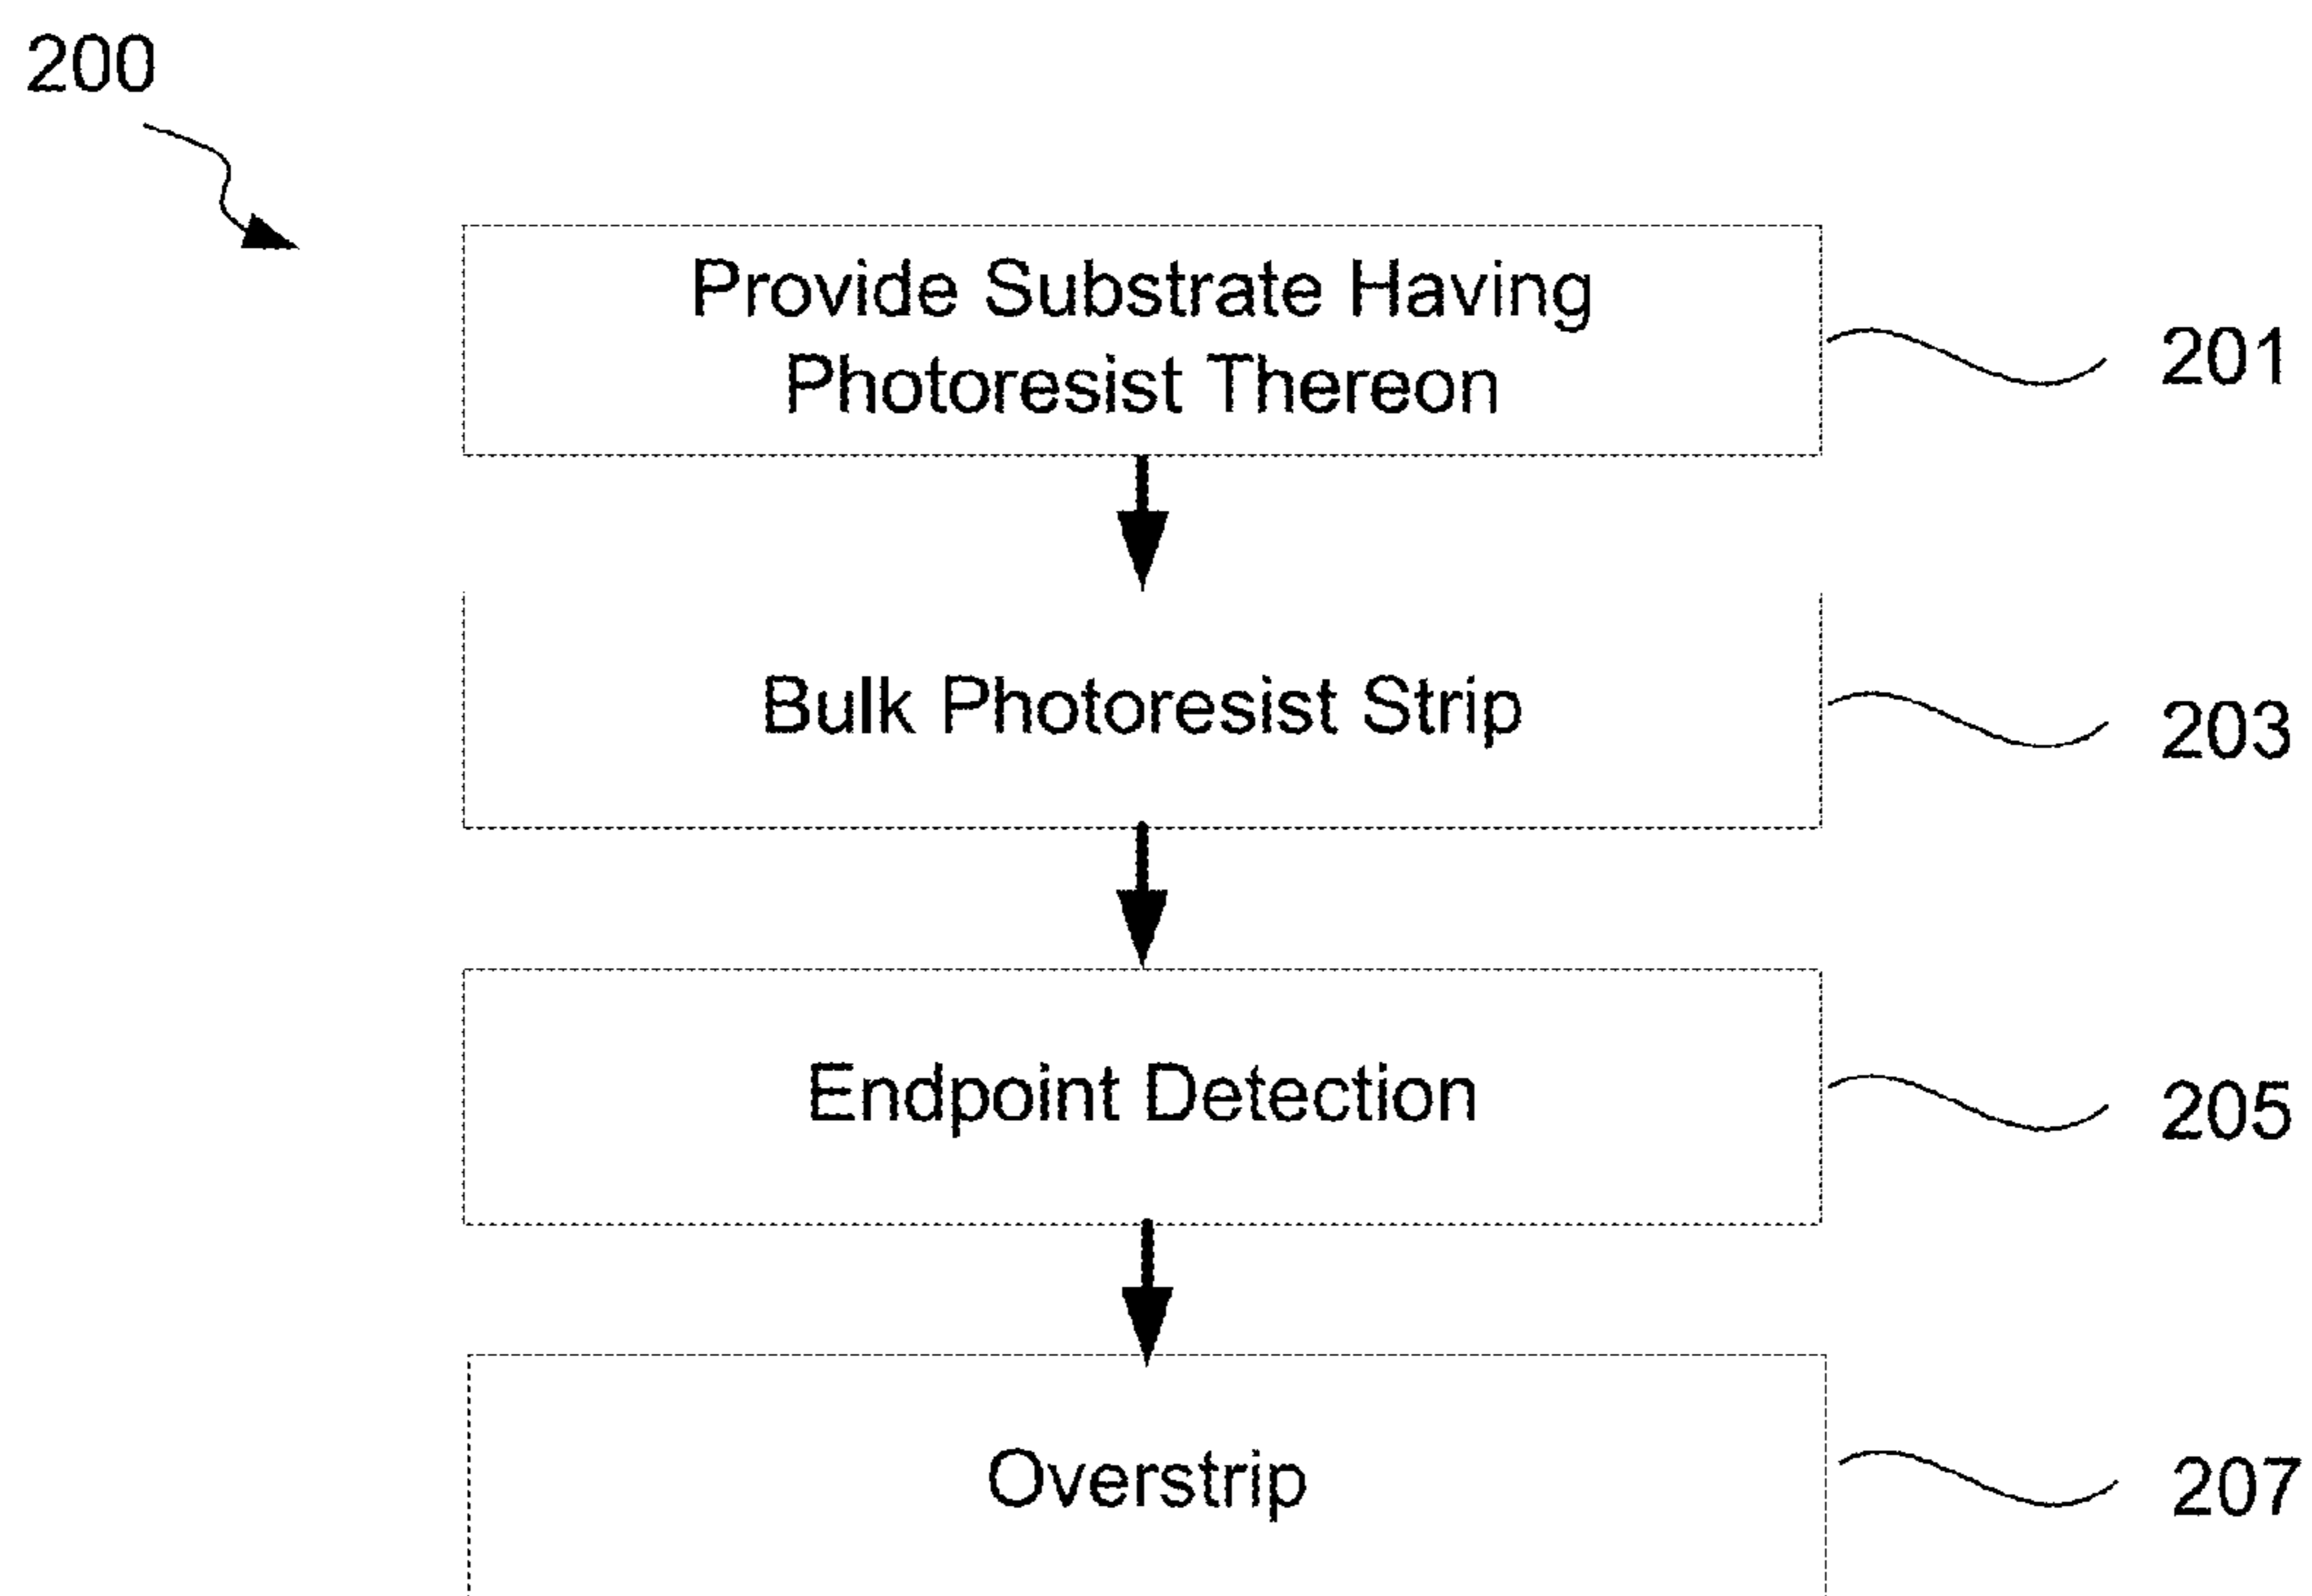 200
Provide Substrate Having
Photoresist Thereon
201
Bulk Photoresist Strip
203
Endpoint Detection
205
Overstrip
207